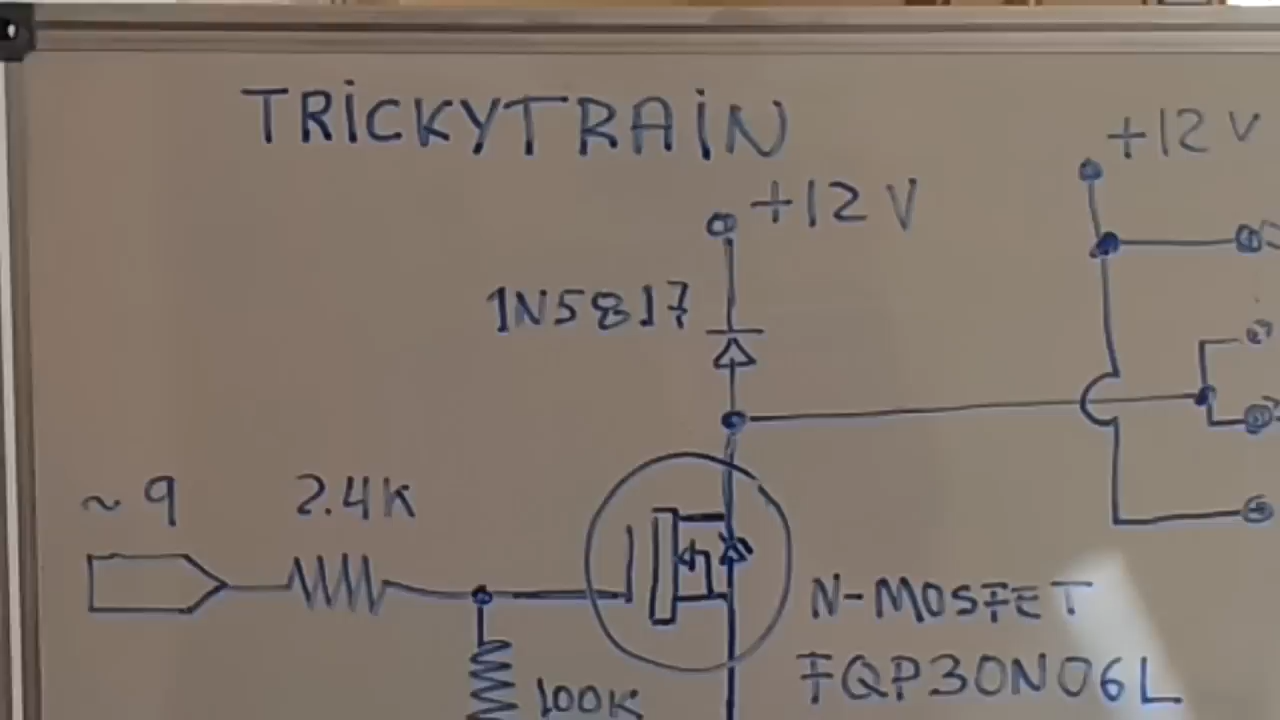 TRiCKYTRAiN
+12 V
+12 V
1N5817
~ 9
2.4K
N-MOSFET
FQP30N06L
100K